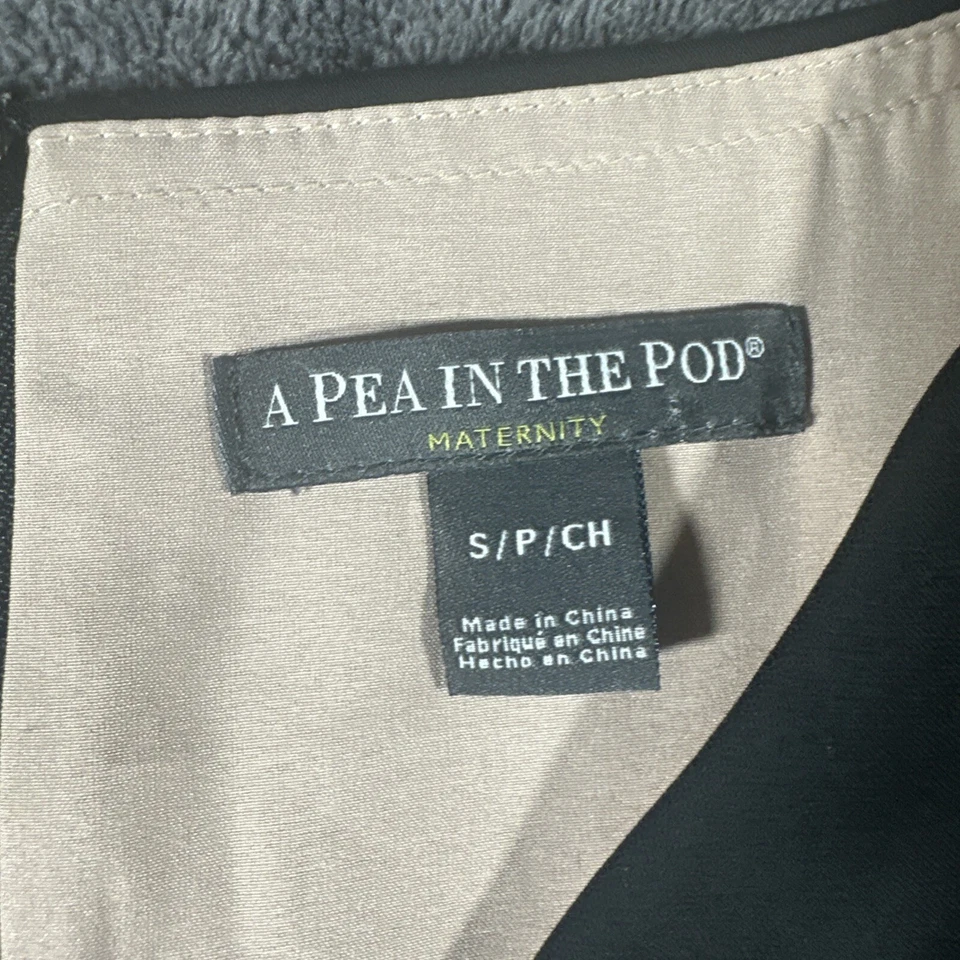 A PEA IN THE POD®
MATERNITY
S/P/CH
Made in China
Fabriqué en Chine
Hecho en China